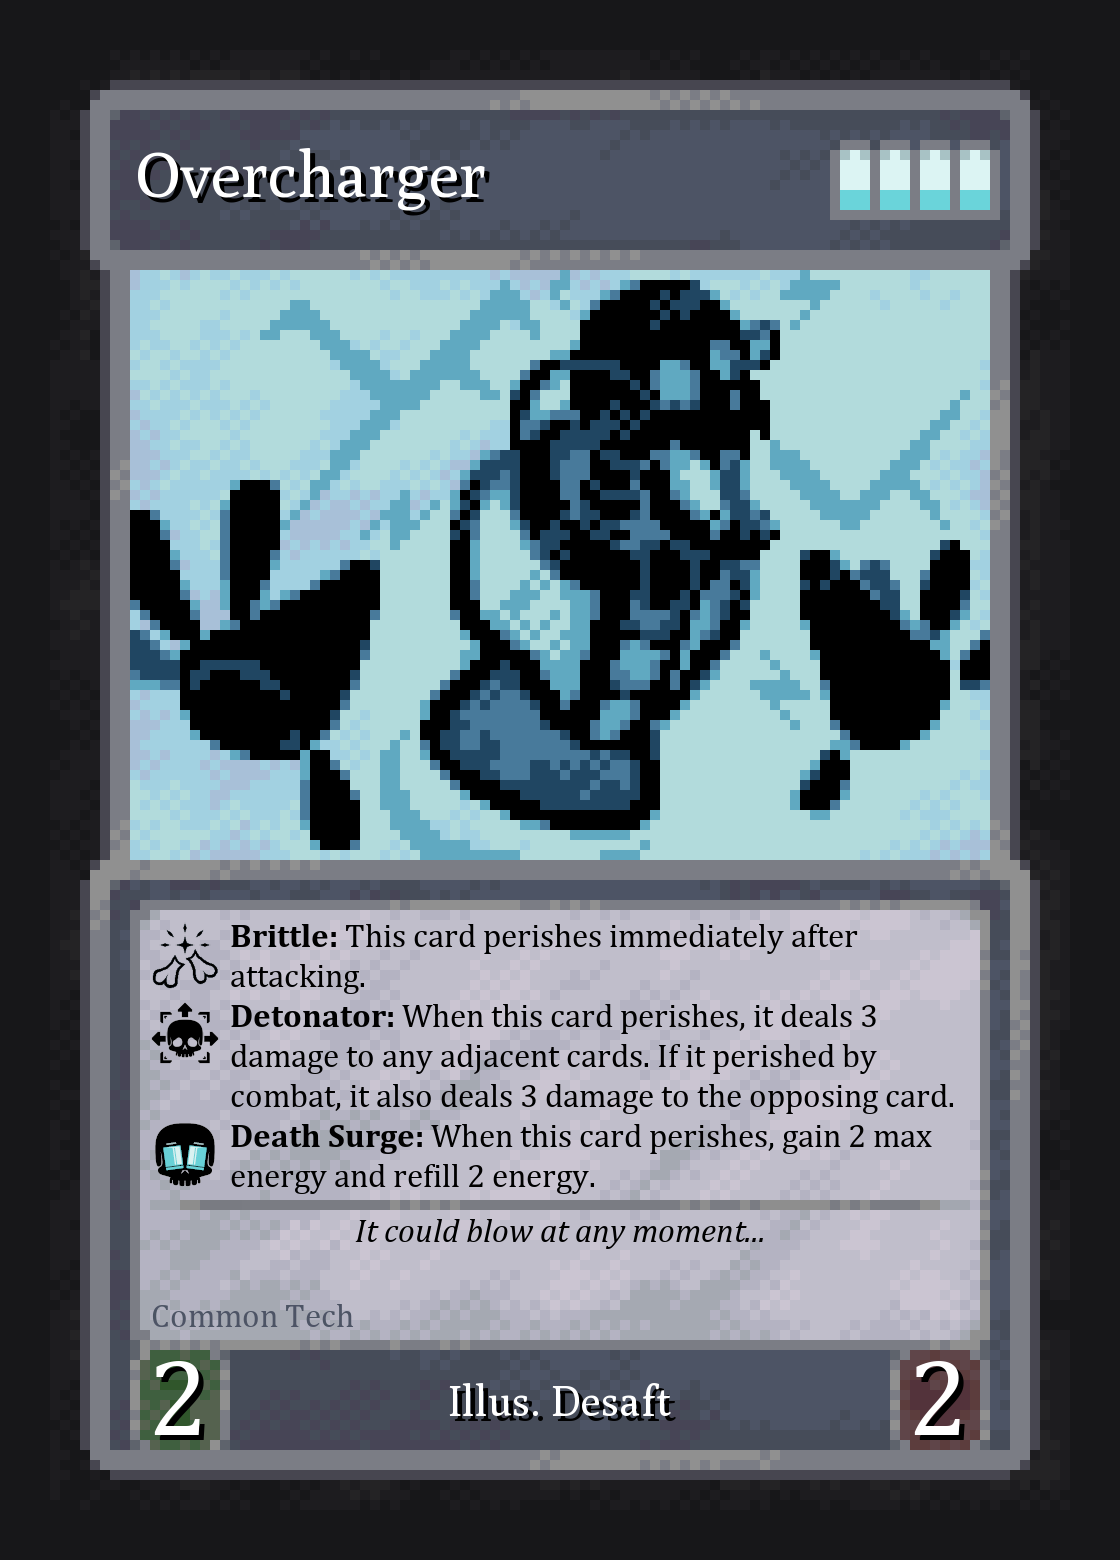 Overcharger
Brittle: This card perishes immediately after
attacking.
Detonator: When this card perishes, it deals 3
damage to any adjacent cards. If it perished by
combat, it also deals 3 damage to the opposing card.
Death Surge: When this card perishes, gain 2 max
energy and refill 2 energy.
It could blow at any moment...
Common Tech
2
Illus. Desaft
2